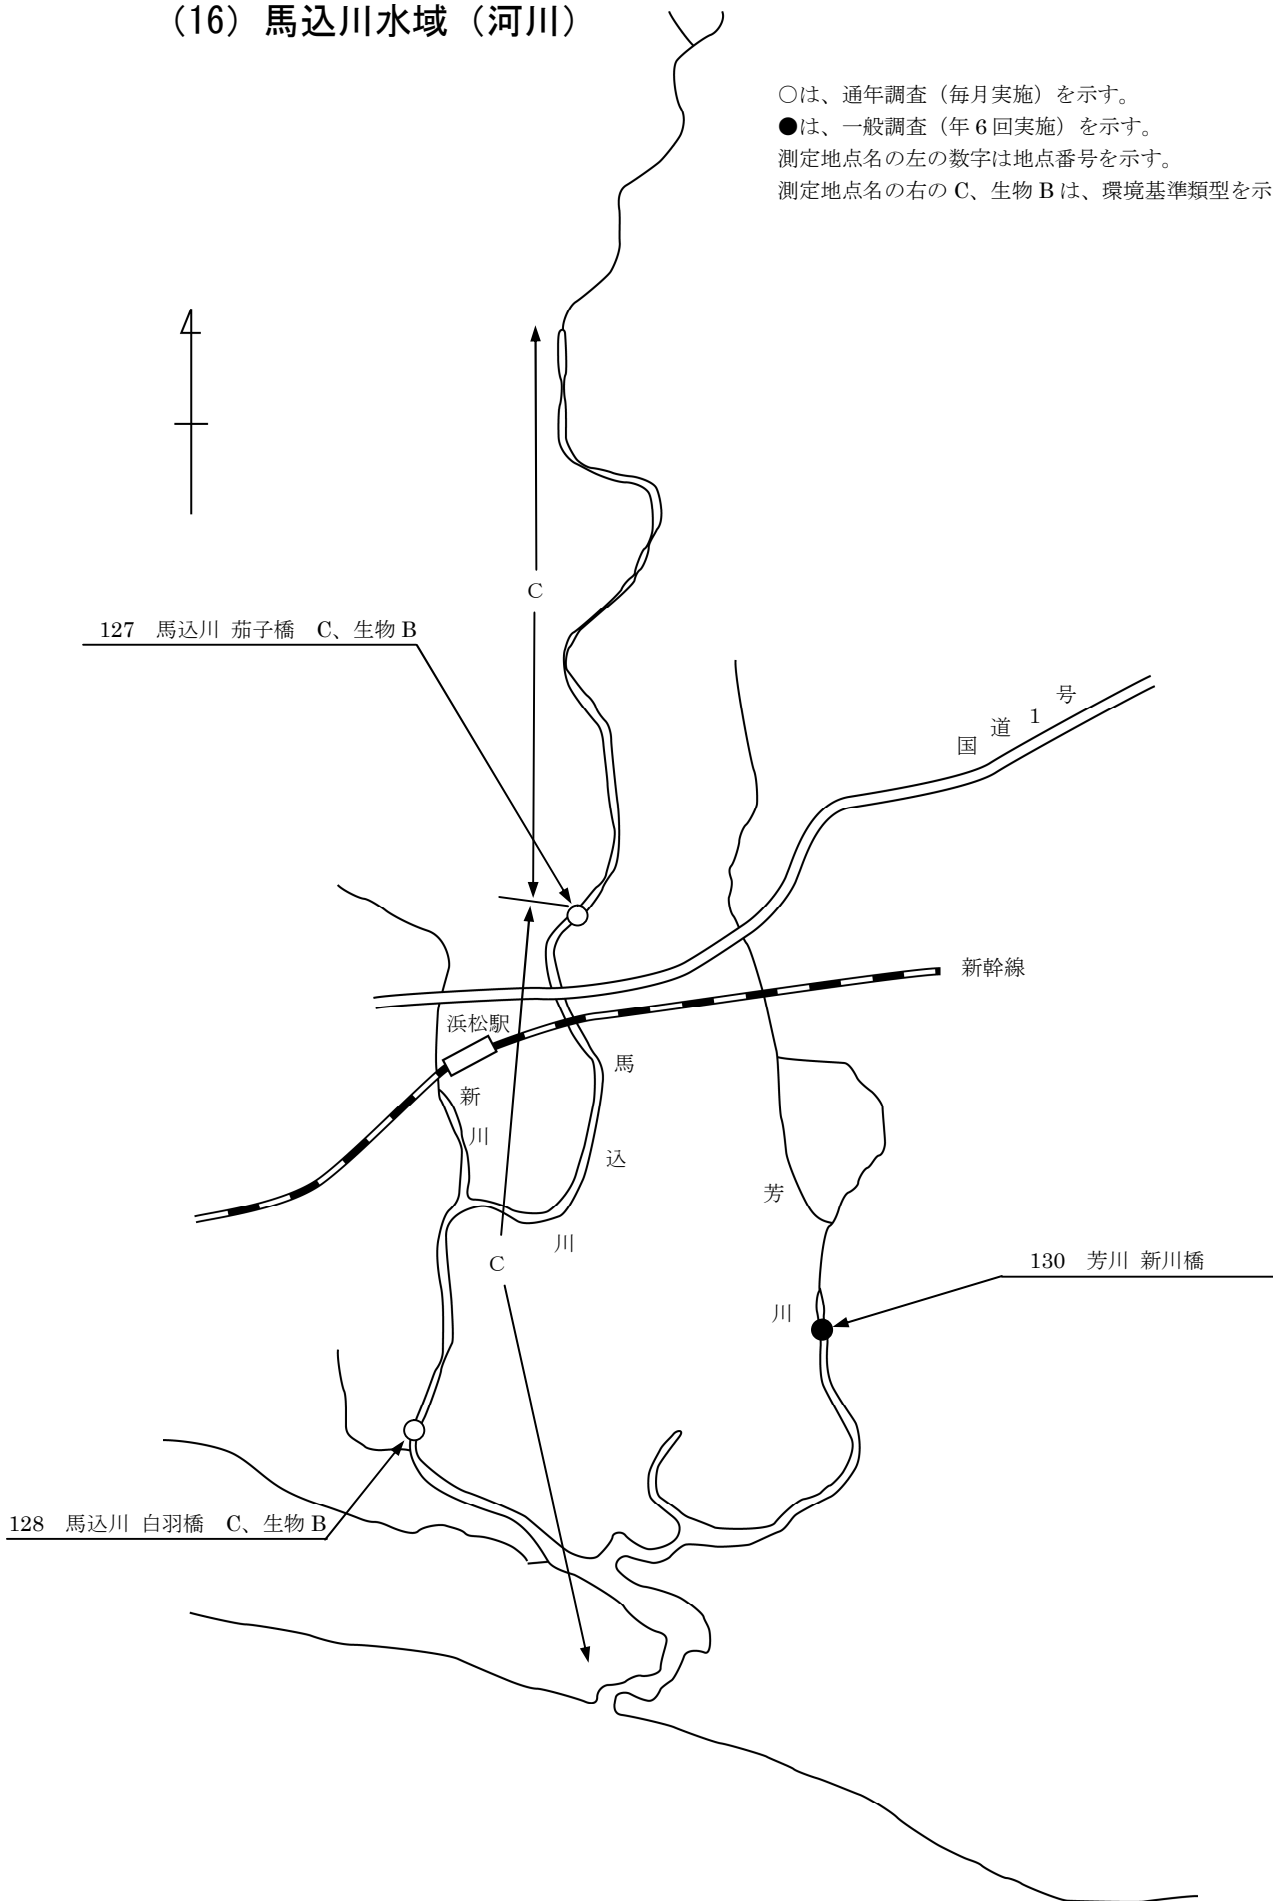 (16) 馬込川水域（河川）
○は、通年調査（毎月実施）を示す。
●は、一般調査（年6回実施）を示す。
測定地点名の左の数字は地点番号を示す。
測定地点名の右の C、生物 B は、環境基準類型を示
C
127 馬込川 茄子橋 C、生物 B
国道1号
新幹線
浜松駅
新川
馬込川
芳川
C
130 芳川 新川橋
128 馬込川 白羽橋 C、生物 B